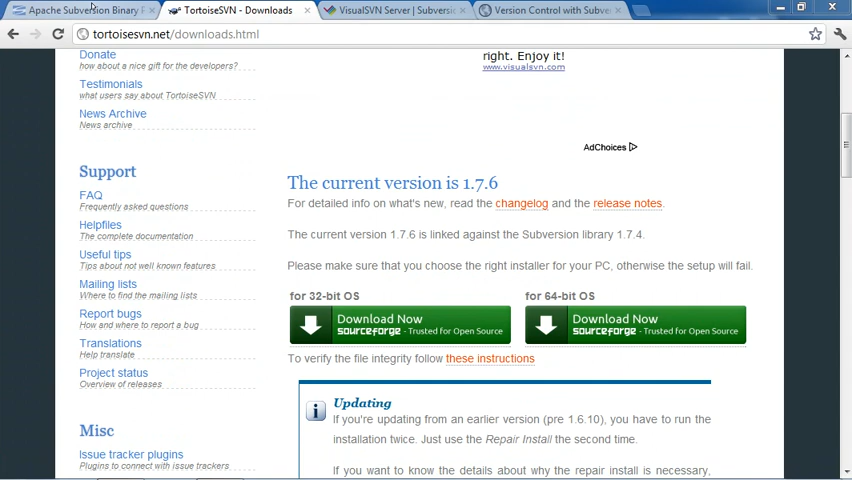 Apache Subversion Binary P
TortoiseSVN - Downloads
VisualSVN Server | Subversic
Version Control with Subve
tortoisesvn.net/downloads.html
Donate
how about a nice gift for the developers?
Testimonials
what users say about TortoiseSVN
News Archive
News archive
Support
FAQ
Frequently asked questions
Helpfiles
The complete documentation
Useful tips
Tips about not well known features
Mailing lists
Where to find the mailing lists
Report bugs
How and where to report a bug
Translations
Help translate
Project status
Overview of releases
Misc
Issue tracker plugins
Plugins to connect with issue trackers
right. Enjoy it!
www.visualsvn.com
AdChoices
The current version is 1.7.6
For detailed info on what's new, read the changelog and the release notes.
The current version 1.7.6 is linked against the Subversion library 1.7.4.
Please make sure that you choose the right installer for your PC, otherwise the setup will fail.
for 32-bit OS
Download Now
sourceforge - Trusted for Open Source
for 64-bit OS
Download Now
sourceforge - Trusted for Open Source
To verify the file integrity follow these instructions
Updating
If you're updating from an earlier version (pre 1.6.10), you have to run the
installation twice. Just use the Repair Install the second time.
If you want to know the details about why the repair install is necessary,